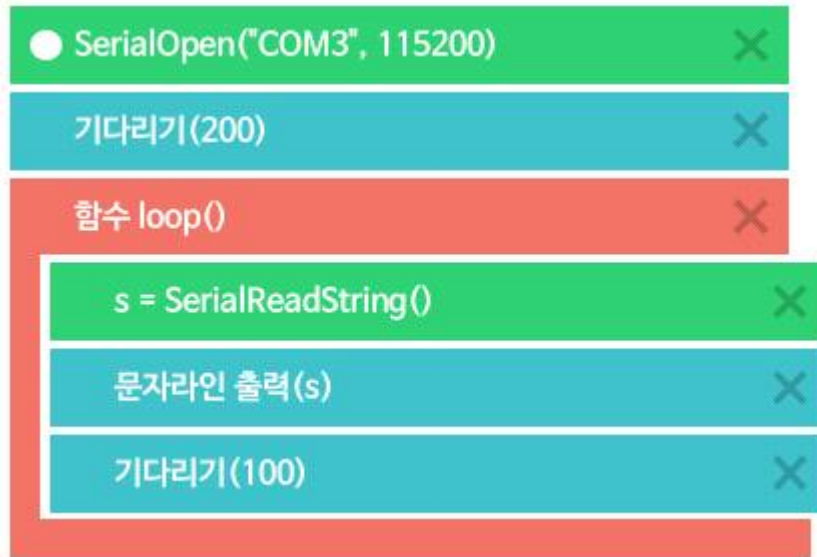 SerialOpen("COM3", 115200)
기다리기(200)
함수 loop()
s = SerialReadString()
문자라인 출력(s)
기다리기(100)